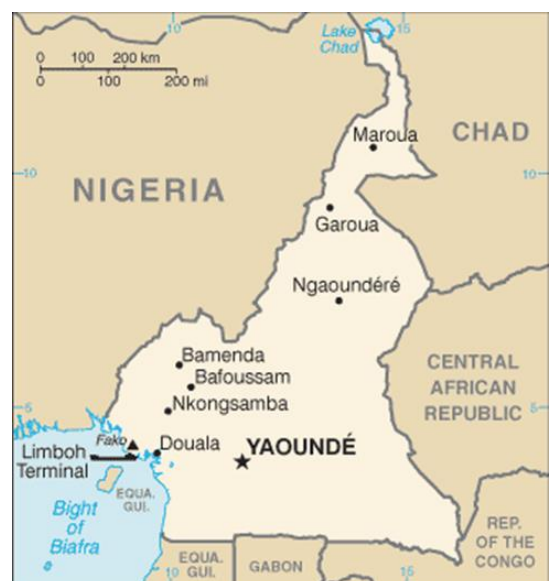 10
15
Lake
Chad
0 100 200 km
0 100 200 mi
Maroua
CHAD
10
10
NIGERIA
Garoua
Ngaoundéré
Bamenda
Bafoussam
CENTRAL
AFRICAN
REPUBLIC
Nkongsamba
5
5
Fako
Douala
YAOUNDÉ
Limboh
Terminal
EQUA.
GUI.
Bight
of
Biafra
REP.
OF THE
CONGO
EQUA.
GUI.
GABON
10
15